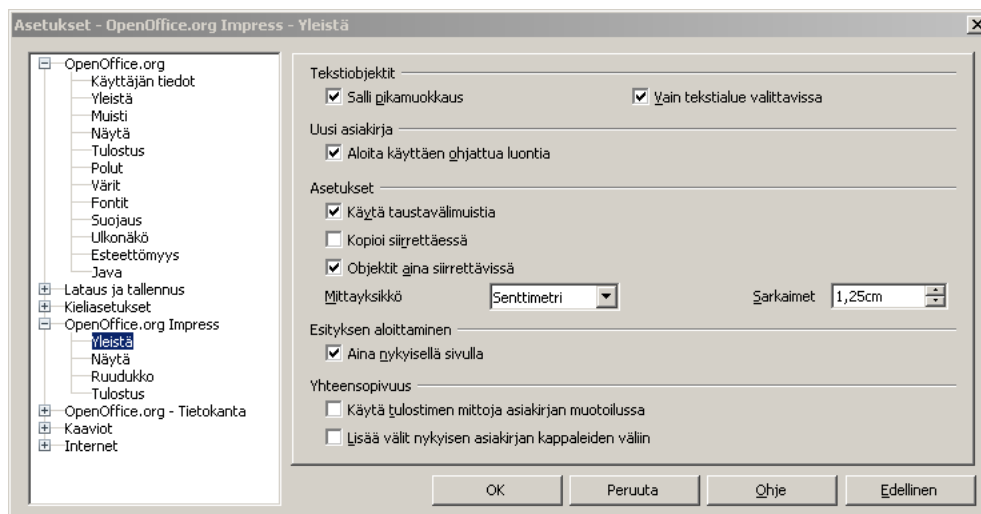 Asetukset - OpenOffice.org Impress - Yleistä
OpenOffice.org
Käyttäjän tiedot
Yleistä
Muisti
Näytä
Tulostus
Polut
Värit
Fontit
Suojaus
Ulkonäkö
Esteettömyys
Java
Lataus ja tallennus
Kieliasetukset
OpenOffice.org Impress
Yleistä
Näytä
Ruudukko
Tulostus
OpenOffice.org - Tietokanta
Kaaviot
Internet
Tekstiobjektit
Salli pikamuokkaus Vain tekstialue valittavissa
Uusi asiakirja
Aloita käyttäen ohjattua luontia
Asetukset
Käytä taustavälimuistia
Kopioi siirrettäessä
Objektit aina siirrettävissä
Mittayksikkö Senttimetri Sarkaimet 1,25cm
Esityksen aloittaminen
Aina nykyisellä sivulla
Yhteensopivuus
Käytä tulostimen mittoja asiakirjan muotoilussa
Lisää välit nykyisen asiakirjan kappaleiden väliin
OK Peruuta Ohje Edellinen